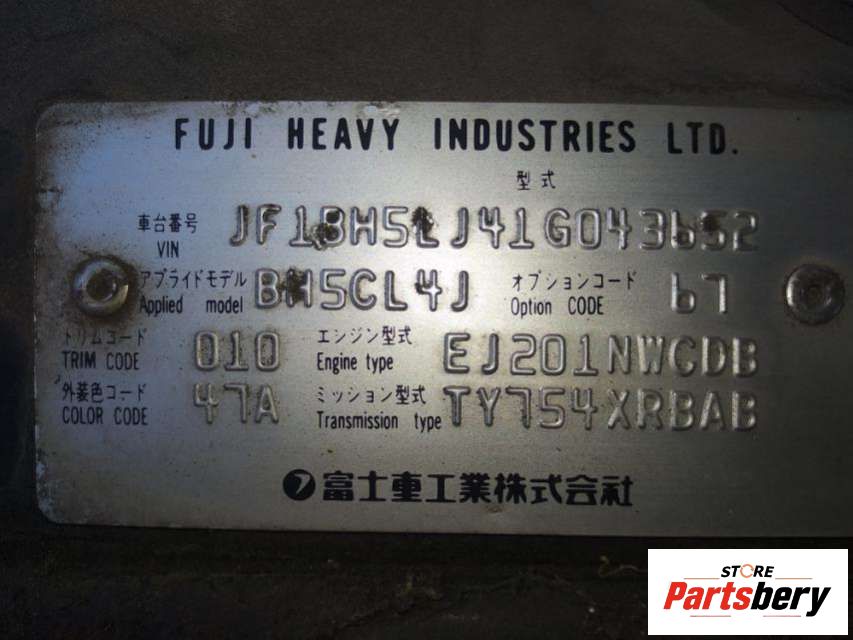 FUJI HEAVY INDUSTRIES LTD.
型式
車台番号 JF1BH5LJ41G043652
VIN
アプライドモデル BH5CL4J オプションコード 67
Applied model Option CODE
トリムコード 010 エンジン型式 EJ201NWCDB
TRIM CODE Engine type
外装色コード 47A ミッション型式 TY754XRBAB
COLOR CODE Transmission type
富士重工業株式会社
STORE
Partsbery